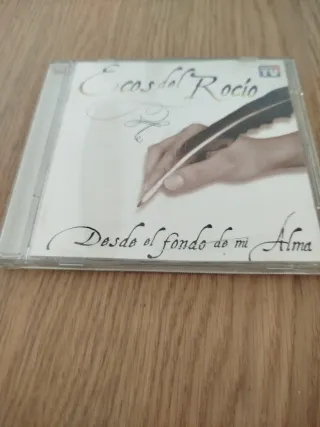 Ecos del Rocío
TV
Desde el fondo de mi Alma